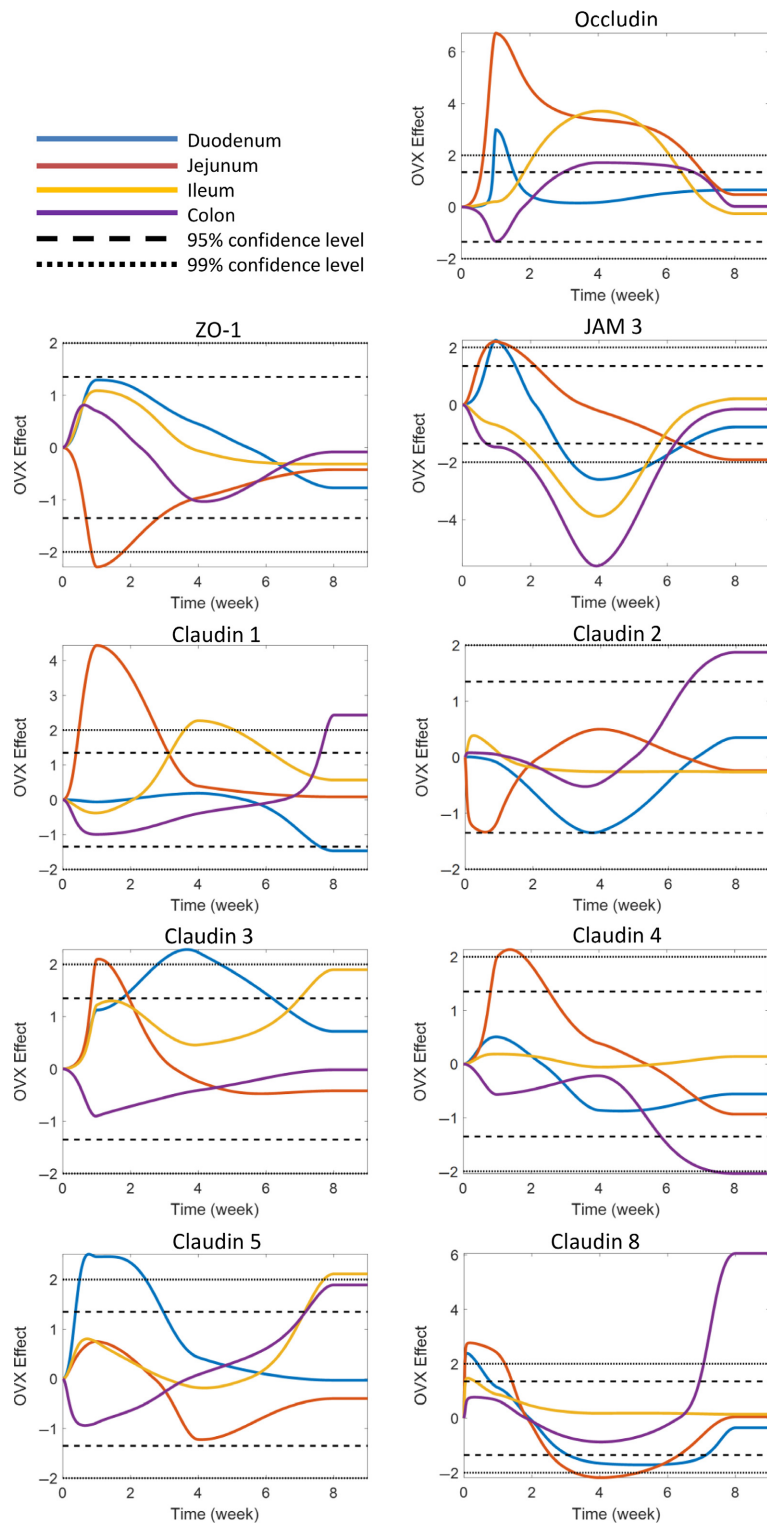 Occludin
Duodenum
Jejunum
Ileum
Colon
95% confidence level
99% confidence level
OVX Effect
6
4
2
0
−2
0 2 4 6 8
Time (week)
ZO-1
OVX Effect
2
1
0
−1
−2
0 2 4 6 8
Time (week)
JAM 3
OVX Effect
2
0
−2
−4
0 2 4 6 8
Time (week)
Claudin 1
OVX Effect
4
3
2
1
0
−1
−2
0 2 4 6 8
Time (week)
Claudin 2
OVX Effect
2
1
0
−1
−2
0 2 4 6 8
Time (week)
Claudin 3
OVX Effect
2
1
0
−1
−2
0 2 4 6 8
Time (week)
Claudin 4
OVX Effect
2
1
0
−1
−2
0 2 4 6 8
Time (week)
Claudin 5
OVX Effect
2
1
0
−1
−2
0 2 4 6 8
Time (week)
Claudin 8
OVX Effect
6
4
2
0
−2
0 2 4 6 8
Time (week)